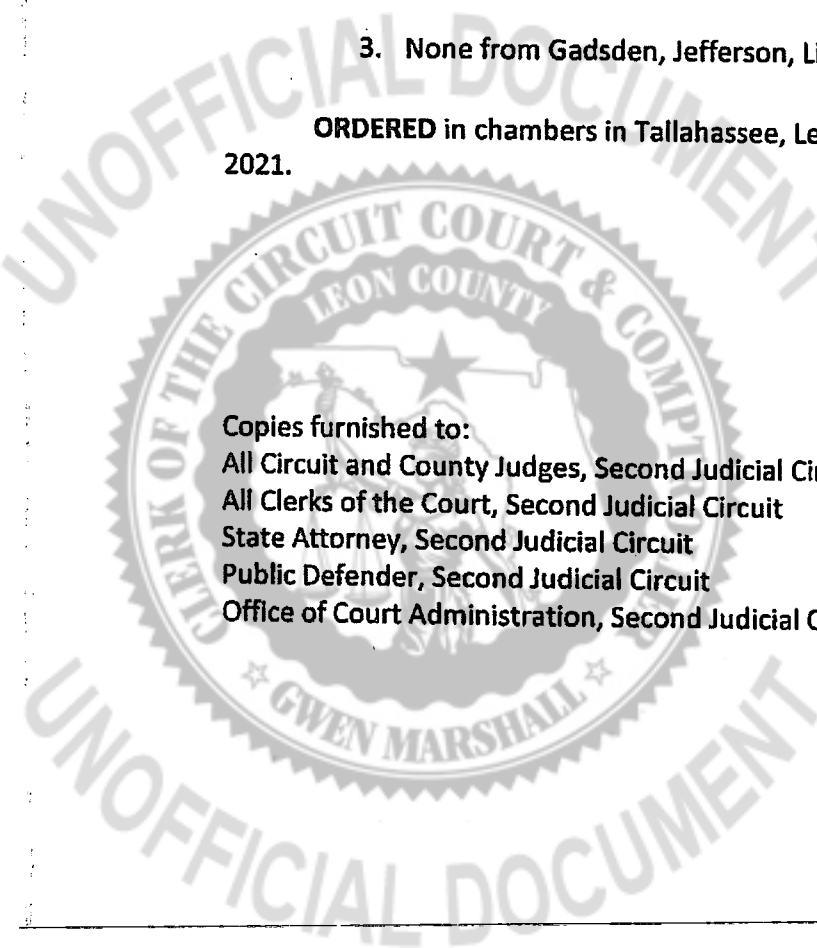 UNOFFICIAL DOCUMENT
3. None from Gadsden, Jefferson, Li
ORDERED in chambers in Tallahassee, Le
2021.
CLERK OF THE CIRCUIT COURT & COMPTROLLER
LEON COUNTY
Copies furnished to:
All Circuit and County Judges, Second Judicial Cir
All Clerks of the Court, Second Judicial Circuit
State Attorney, Second Judicial Circuit
Public Defender, Second Judicial Circuit
Office of Court Administration, Second Judicial C
GWEN MARSHALL
UNOFFICIAL DOCUMENT